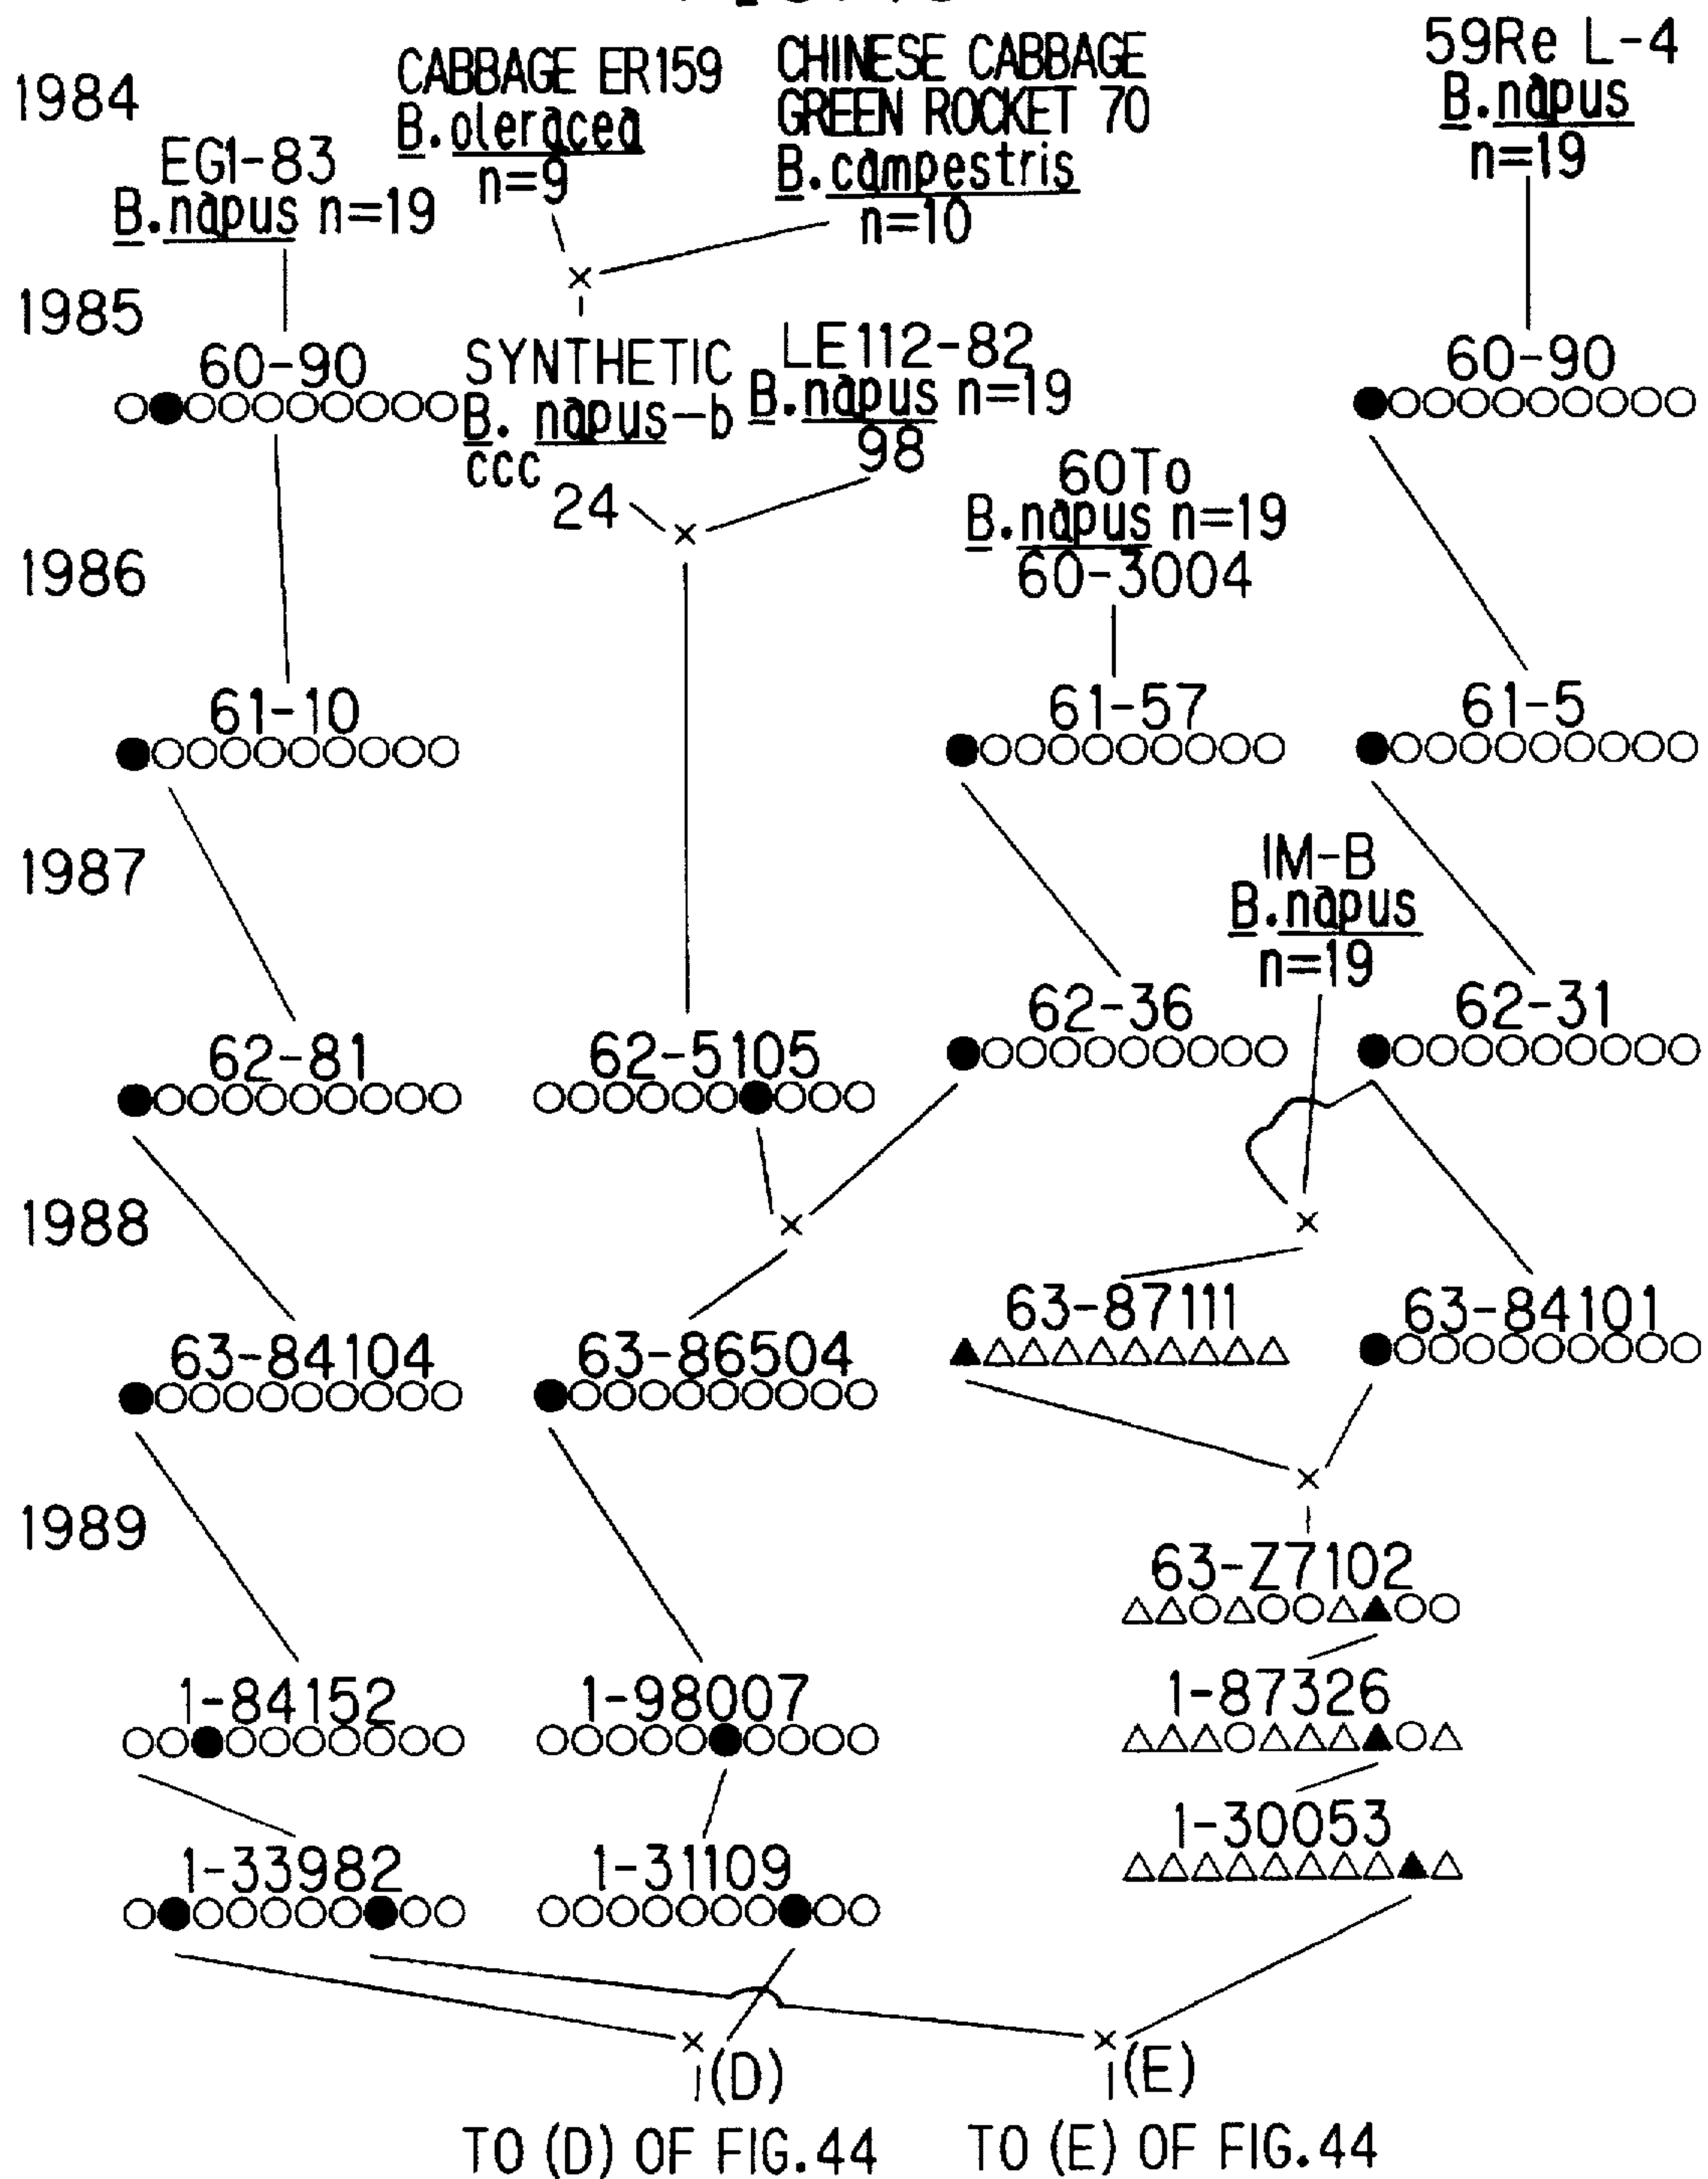 1984
CABBAGE ER159
B.oleracea
n=9
CHINESE CABBAGE
GREEN ROCKET 70
B.campestris
n=10
59Re L-4
B.napus
n=19
EG1-83
B.napus n=19
×
1985
60-90
SYNTHETIC
B. napus-b
ccc
24
LE112-82
B.napus n=19
98
60-90
×
1986
60To
B.napus n=19
60-3004
61-10
61-57
61-5
1987
IM-B
B.napus
n=19
62-81
62-5105
62-36
62-31
1988
×
×
63-84104
63-86504
63-87111
63-84101
×
1989
63-Z7102
1-84152
1-98007
1-87326
1-30053
1-33982
1-31109
×
(D)
×
(E)
TO (D) OF FIG.44
TO (E) OF FIG.44